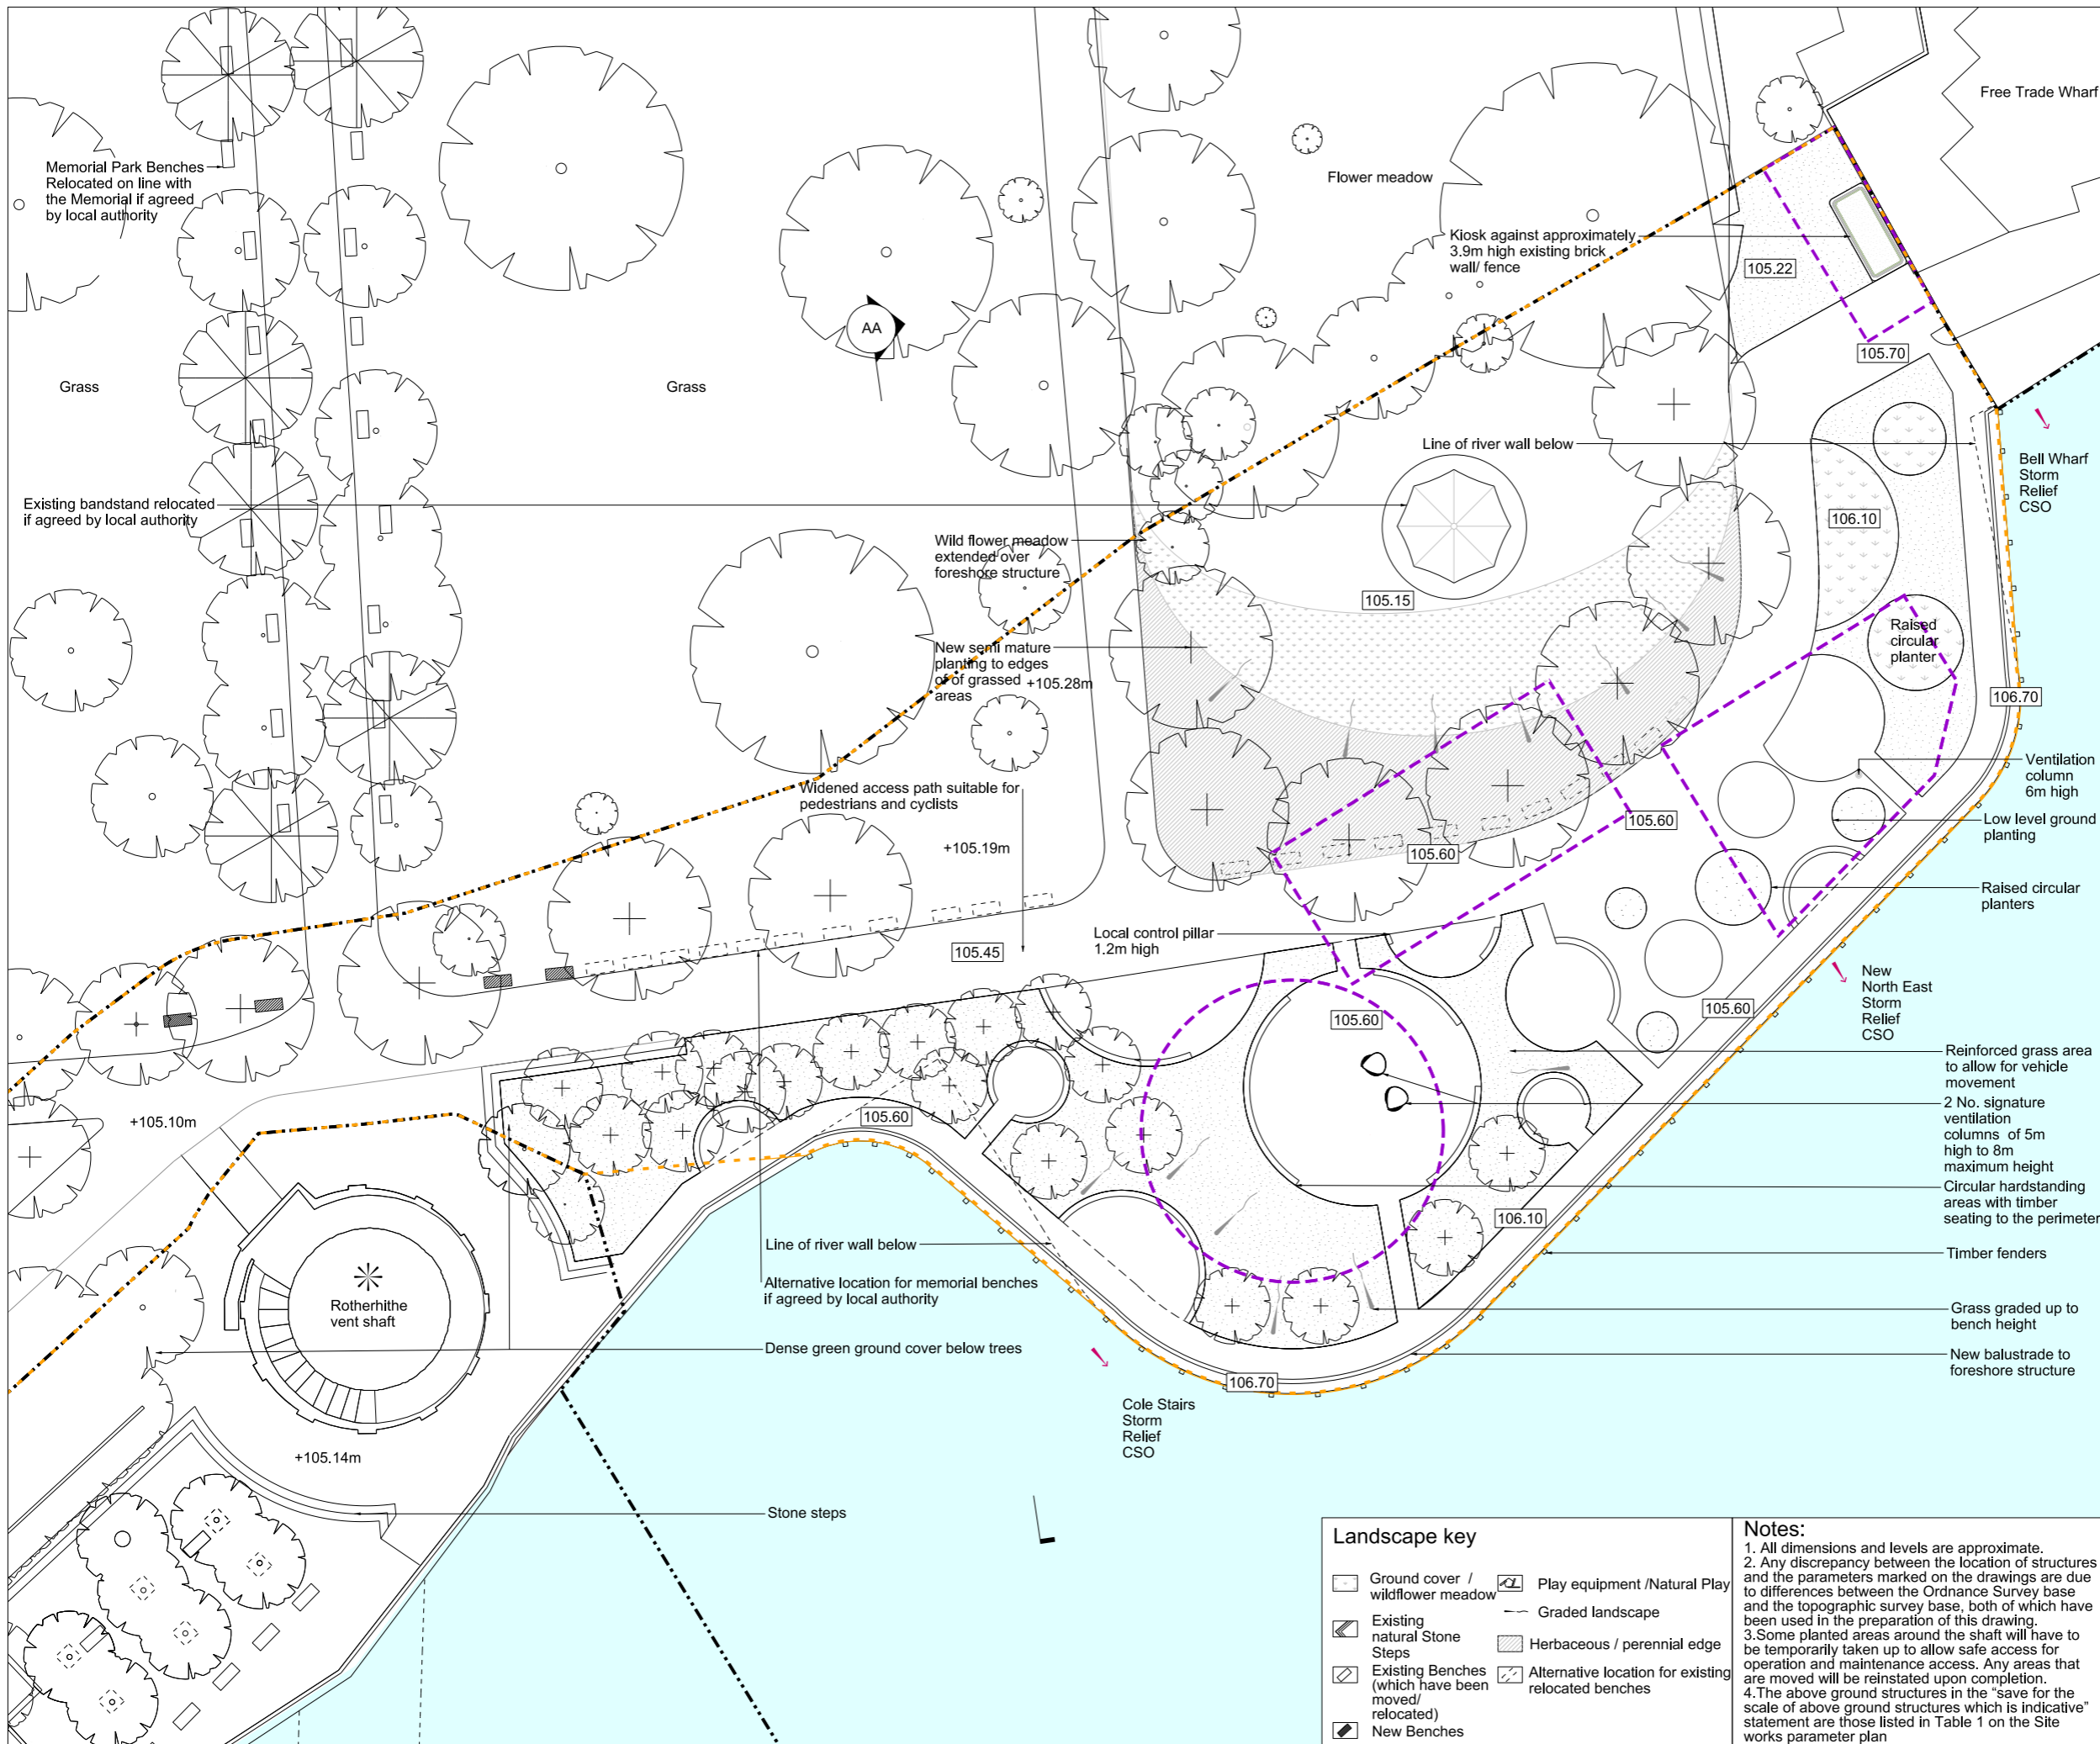 Free Trade Wharf
Memorial Park Benches
Relocated on line with
the Memorial if agreed
by local authority
Flower meadow
Kiosk against approximately
3.9m high existing brick
wall/ fence
105.22
AA
105.70
Grass
Grass
Line of river wall below
Bell Wharf
Storm
Relief
CSO
Existing bandstand relocated
if agreed by local authority
106.10
Wild flower meadow
extended over
foreshore structure
105.15
Raised
circular
planter
New semi mature
planting to edges
of of grassed
areas
+105.28m
106.70
Ventilation
column
6m high
Widened access path suitable for
pedestrians and cyclists
105.60
Low level ground
planting
+105.19m
105.60
Raised circular
planters
Local control pillar
1.2m high
105.45
New
North East
Storm
Relief
CSO
105.60
105.60
Reinforced grass area
to allow for vehicle
movement
2 No. signature
ventilation
columns of 5m
high to 8m
maximum height
+105.10m
105.60
Circular hardstanding
areas with timber
seating to the perimeter
106.10
Line of river wall below
Timber fenders
Alternative location for memorial benches
if agreed by local authority
Rotherhithe
vent shaft
Grass graded up to
bench height
Dense green ground cover below trees
New balustrade to
foreshore structure
106.70
Cole Stairs
Storm
Relief
CSO
+105.14m
Stone steps
Landscape key
Ground cover /
wildflower meadow
Existing
natural Stone
Steps
Existing Benches
(which have been
moved/
relocated)
New Benches
Play equipment /Natural Play
Graded landscape
Herbaceous / perennial edge
Alternative location for existing
relocated benches
Notes:
1. All dimensions and levels are approximate.
2. Any discrepancy between the location of structures
and the parameters marked on the drawings are due
to differences between the Ordnance Survey base
and the topographic survey base, both of which have
been used in the preparation of this drawing.
3.Some planted areas around the shaft will have to
be temporarily taken up to allow safe access for
operation and maintenance access. Any areas that
are moved will be reinstated upon completion.
4.The above ground structures in the “save for the
scale of above ground structures which is indicative”
statement are those listed in Table 1 on the Site
works parameter plan